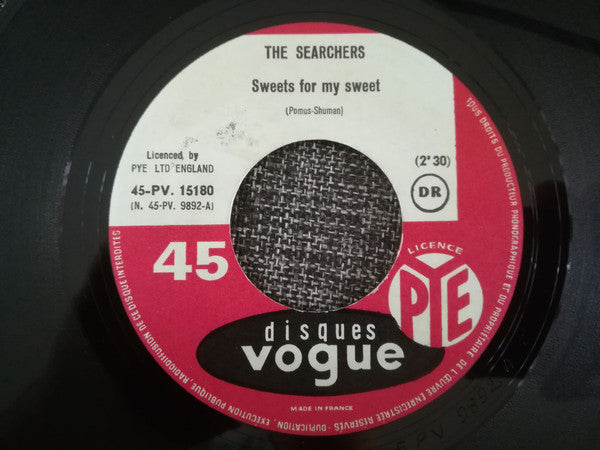 THE SEARCHERS
Sweets for my sweet
(Pomus-Shuman)
Licenced, by
PYE LTD ENGLAND
45-PV. 15180
(N. 45-PV. 9892-A)
(2'30)
DR
45
LICENCE
PYE
disques
vogue
MADE IN FRANCE
TOUS DROITS DU PRODUCTEUR PHONOGRAPHIQUE ET DU PROPRIÉTAIRE DE L'ŒUVRE ENREGISTRÉE RÉSERVÉS - DUPLICATION, EXÉCUTION PUBLIQUE, RADIODIFFUSION DE CE DISQUE INTERDITES